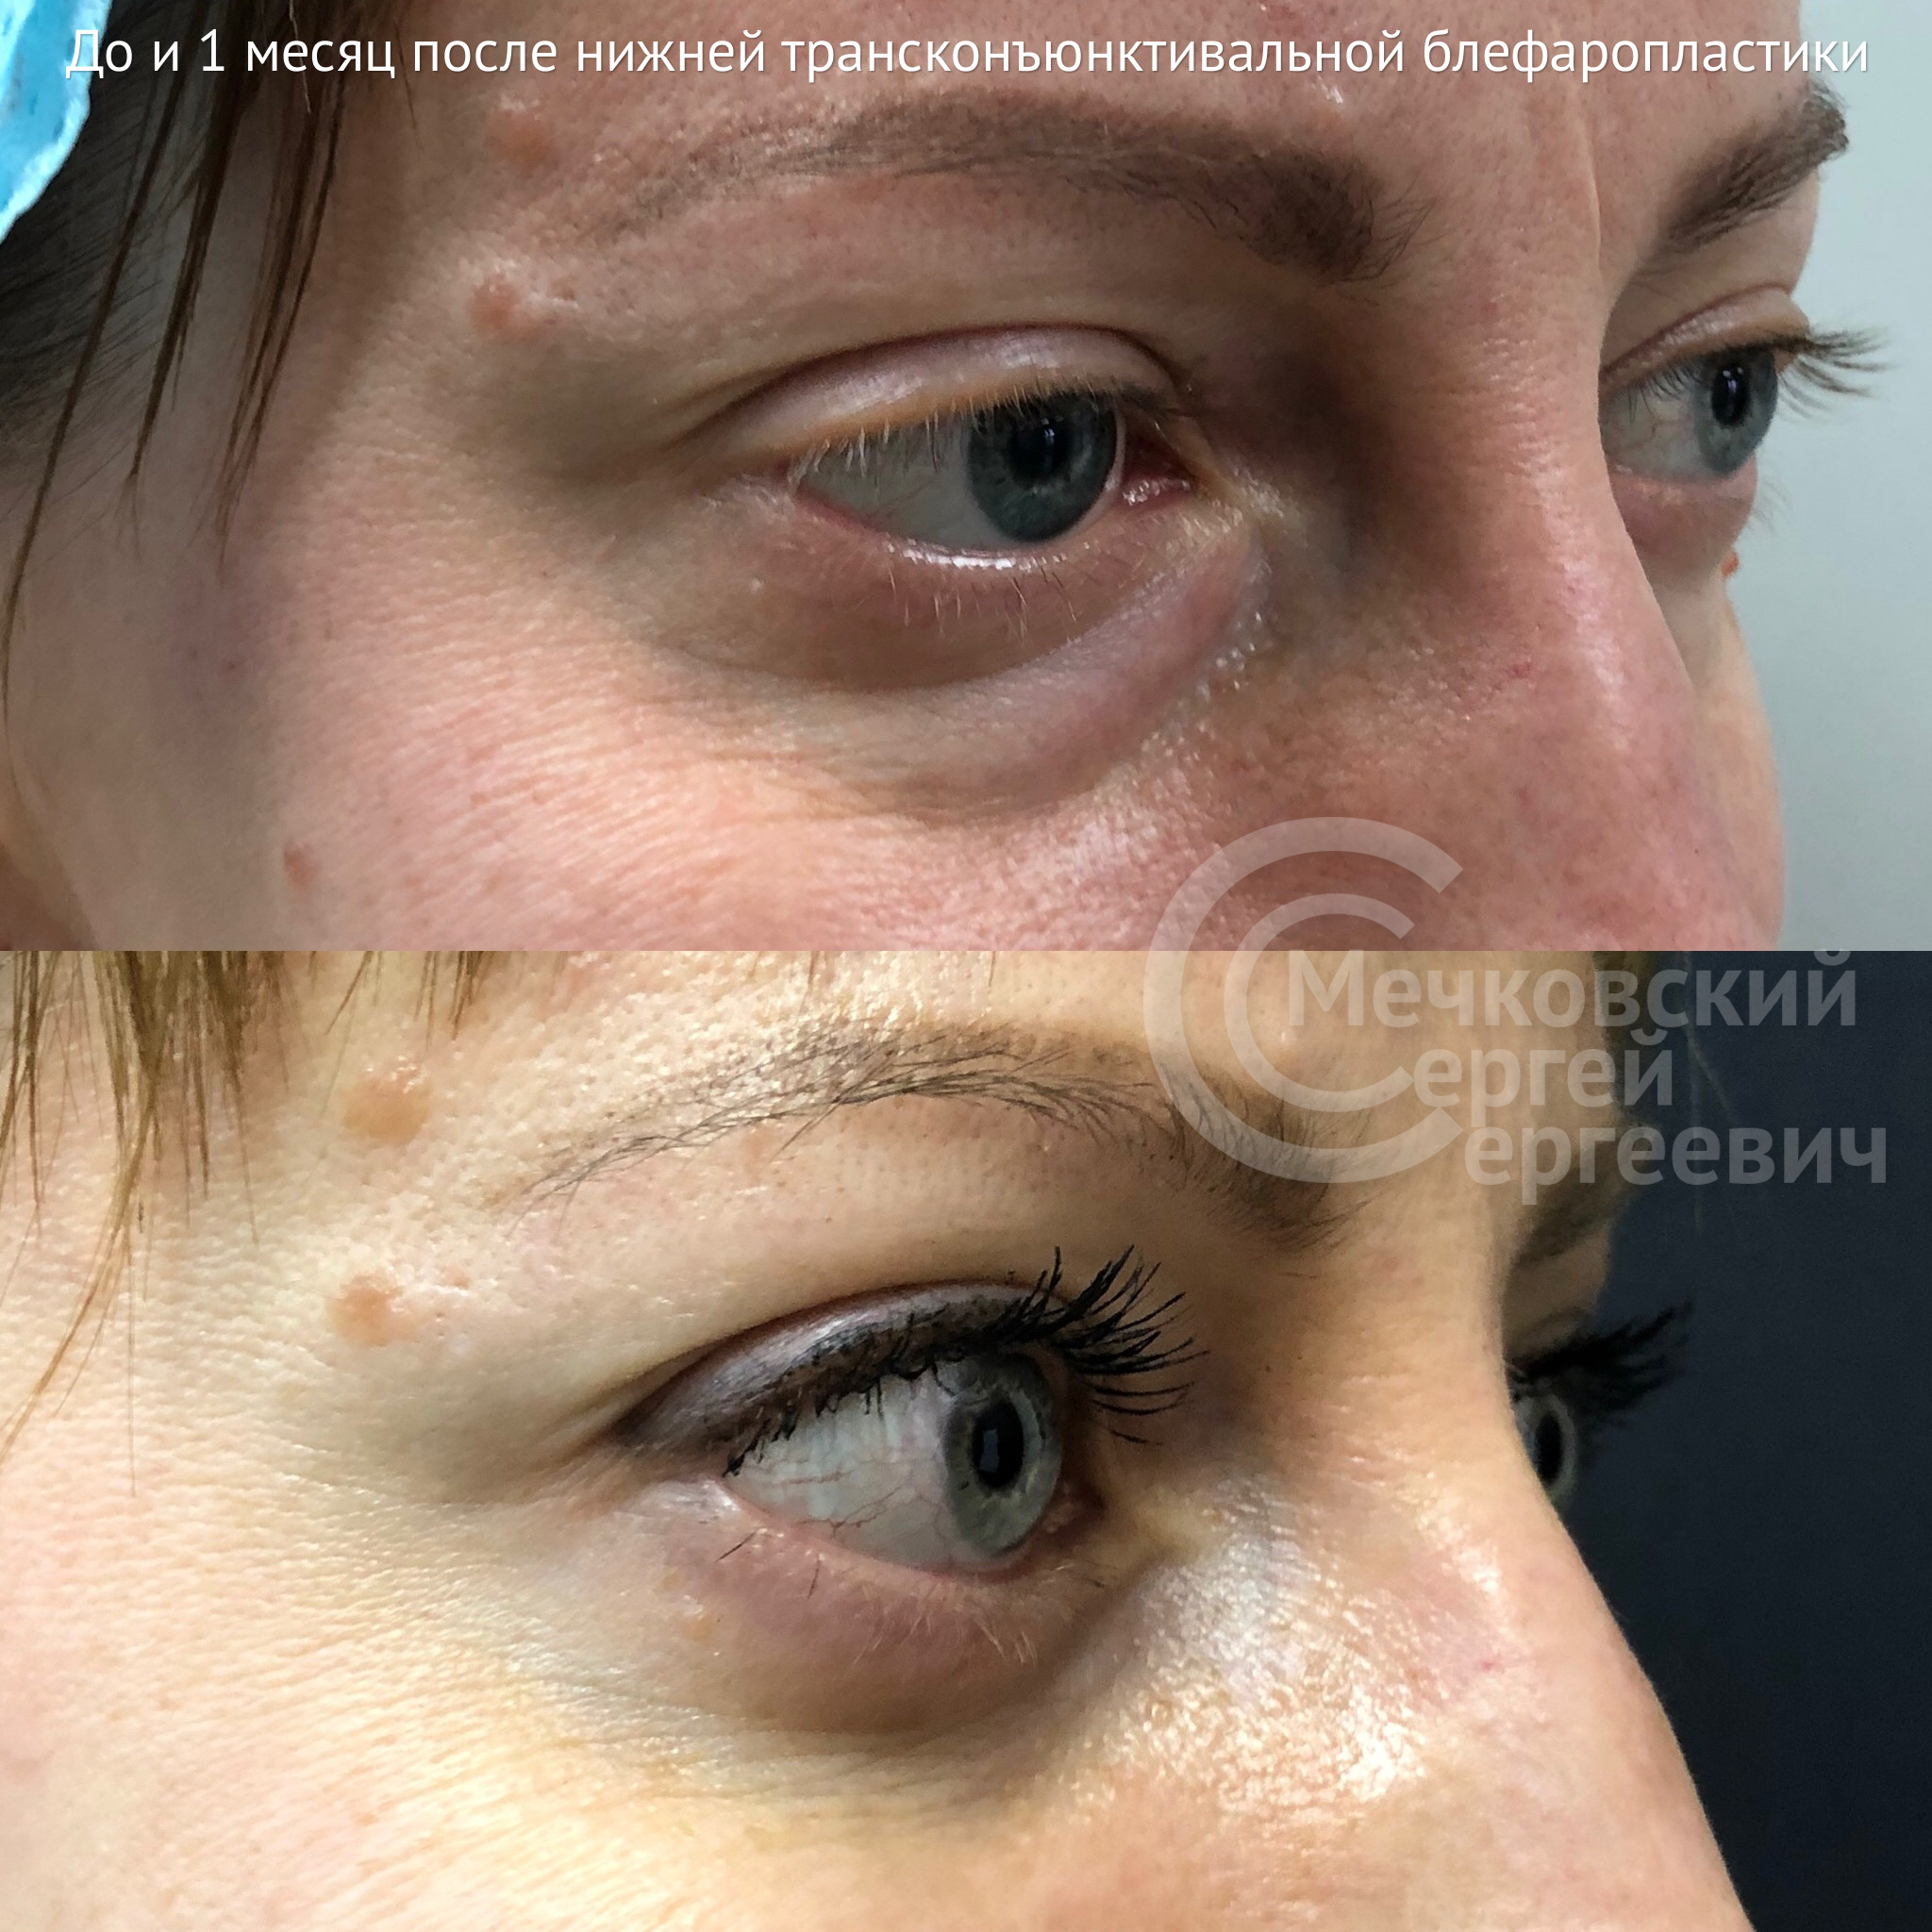 До и 1 месяц после нижней трансконъюнктивальной блефаропластики
Мечковский
Сергей
Сергеевич